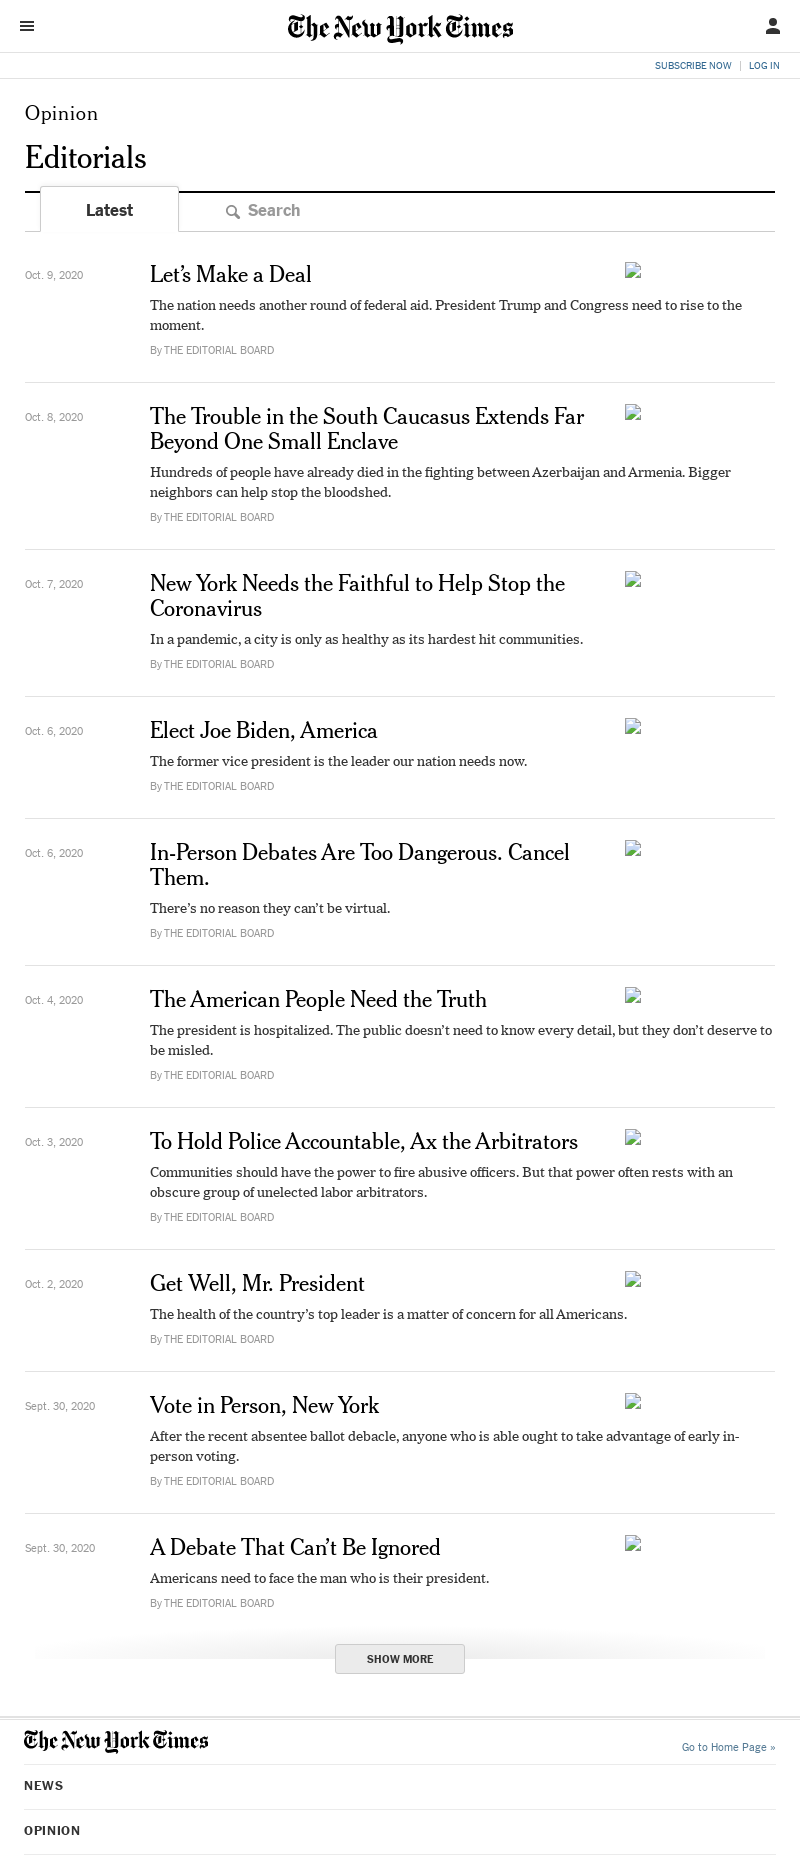 The New York Times
SUBSCRIBE NOW
LOG IN
Opinion
Editorials
Latest
Search
Oct. 9, 2020
Let’s Make a Deal
The nation needs another round of federal aid. President Trump and Congress need to rise to the
moment.
By THE EDITORIAL BOARD
Oct. 8, 2020
The Trouble in the South Caucasus Extends Far
Beyond One Small Enclave
Hundreds of people have already died in the fighting between Azerbaijan and Armenia. Bigger
neighbors can help stop the bloodshed.
By THE EDITORIAL BOARD
Oct. 7, 2020
New York Needs the Faithful to Help Stop the
Coronavirus
In a pandemic, a city is only as healthy as its hardest hit communities.
By THE EDITORIAL BOARD
Oct. 6, 2020
Elect Joe Biden, America
The former vice president is the leader our nation needs now.
By THE EDITORIAL BOARD
Oct. 6, 2020
In-Person Debates Are Too Dangerous. Cancel
Them.
There’s no reason they can’t be virtual.
By THE EDITORIAL BOARD
Oct. 4, 2020
The American People Need the Truth
The president is hospitalized. The public doesn’t need to know every detail, but they don’t deserve to
be misled.
By THE EDITORIAL BOARD
Oct. 3, 2020
To Hold Police Accountable, Ax the Arbitrators
Communities should have the power to fire abusive officers. But that power often rests with an
obscure group of unelected labor arbitrators.
By THE EDITORIAL BOARD
Oct. 2, 2020
Get Well, Mr. President
The health of the country’s top leader is a matter of concern for all Americans.
By THE EDITORIAL BOARD
Sept. 30, 2020
Vote in Person, New York
After the recent absentee ballot debacle, anyone who is able ought to take advantage of early in-
person voting.
By THE EDITORIAL BOARD
Sept. 30, 2020
A Debate That Can’t Be Ignored
Americans need to face the man who is their president.
By THE EDITORIAL BOARD
SHOW MORE
The New York Times
Go to Home Page »
NEWS
OPINION